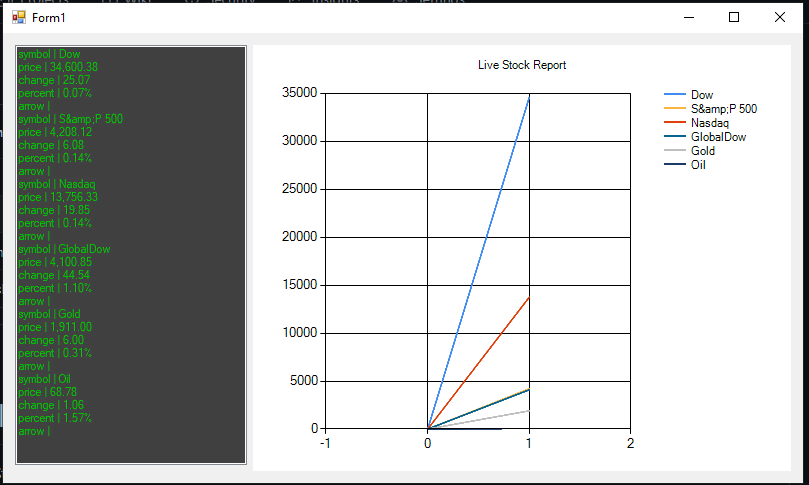 Form1
symbol | Dow
price | 34,600.38
change | 25.07
percent | 0.07%
arrow |
symbol | S&amp;P 500
price | 4,208.12
change | 6.08
percent | 0.14%
arrow |
symbol | Nasdaq
price | 13,756.33
change | 19.85
percent | 0.14%
arrow |
symbol | GlobalDow
price | 4,100.85
change | 44.54
percent | 1.10%
arrow |
symbol | Gold
price | 1,911.00
change | 6.00
percent | 0.31%
arrow |
symbol | Oil
price | 68.78
change | 1.06
percent | 1.57%
arrow |
Live Stock Report
35000
30000
25000
20000
15000
10000
5000
0
-1
0
1
2
Dow
S&amp;P 500
Nasdaq
GlobalDow
Gold
Oil